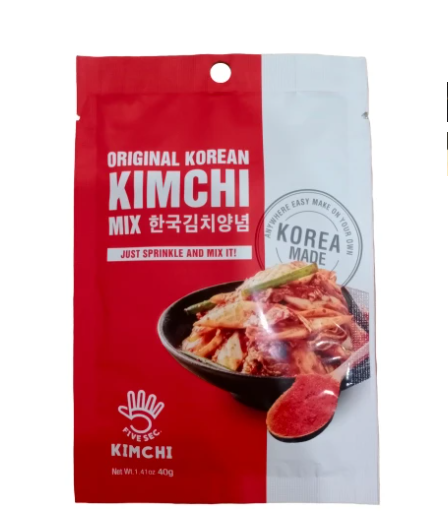 ORIGINAL KOREAN
KIMCHI
MIX 한국김치양념
JUST SPRINKLE AND MIX IT!
ANYWHERE EASY MAKE ON YOUR OWN
KOREA
MADE
FIVE SEC.
KIMCHI
Net Wt.1.41oz 40g